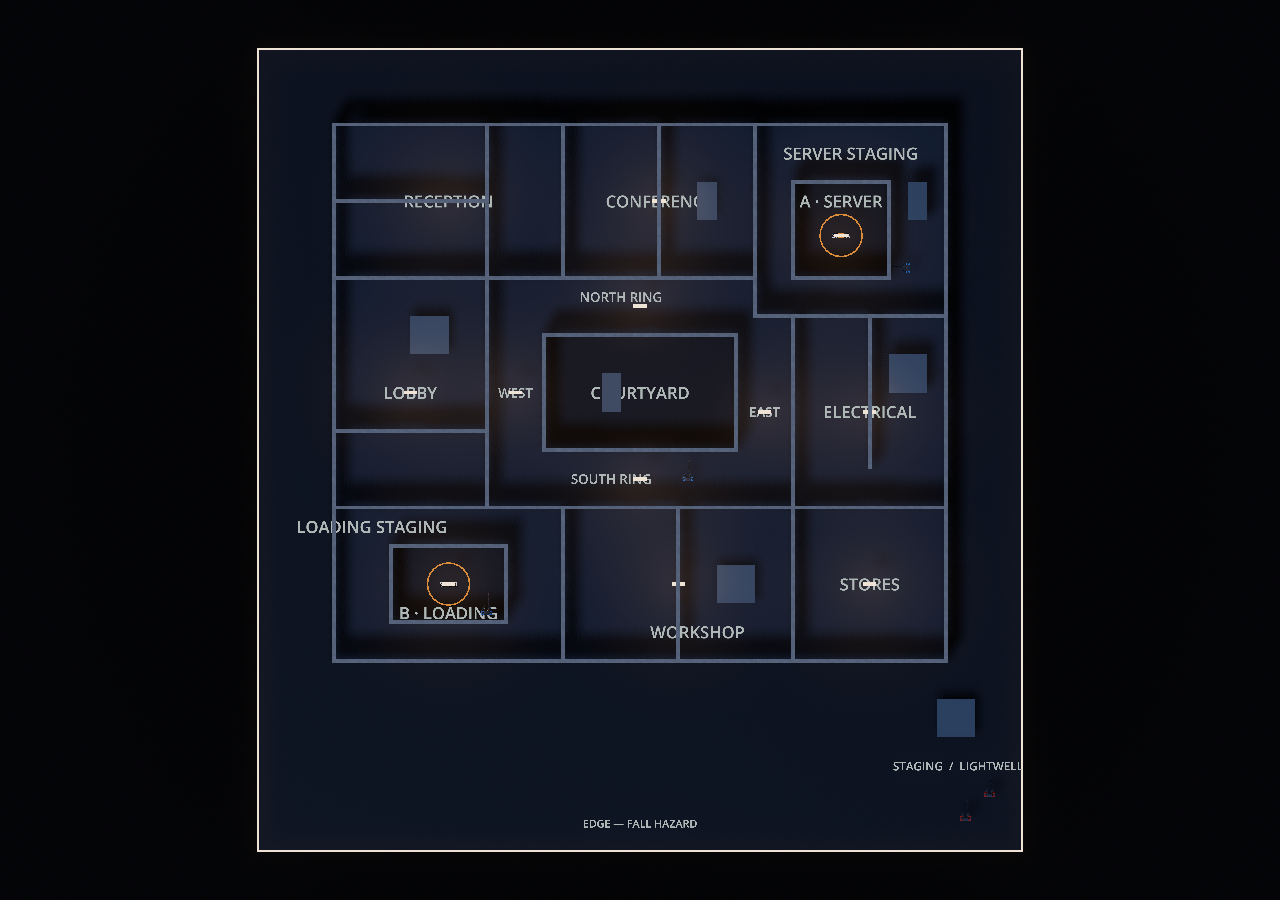 SERVER STAGING
RECEPTION
CONFERENC
A · SERVER
NORTH RING
LOBBY
WEST
COURTYARD
EAST
ELECTRICAL
SOUTH RING
LOADING STAGING
STORES
B · LOADING
WORKSHOP
STAGING / LIGHTWELL
EDGE — FALL HAZARD